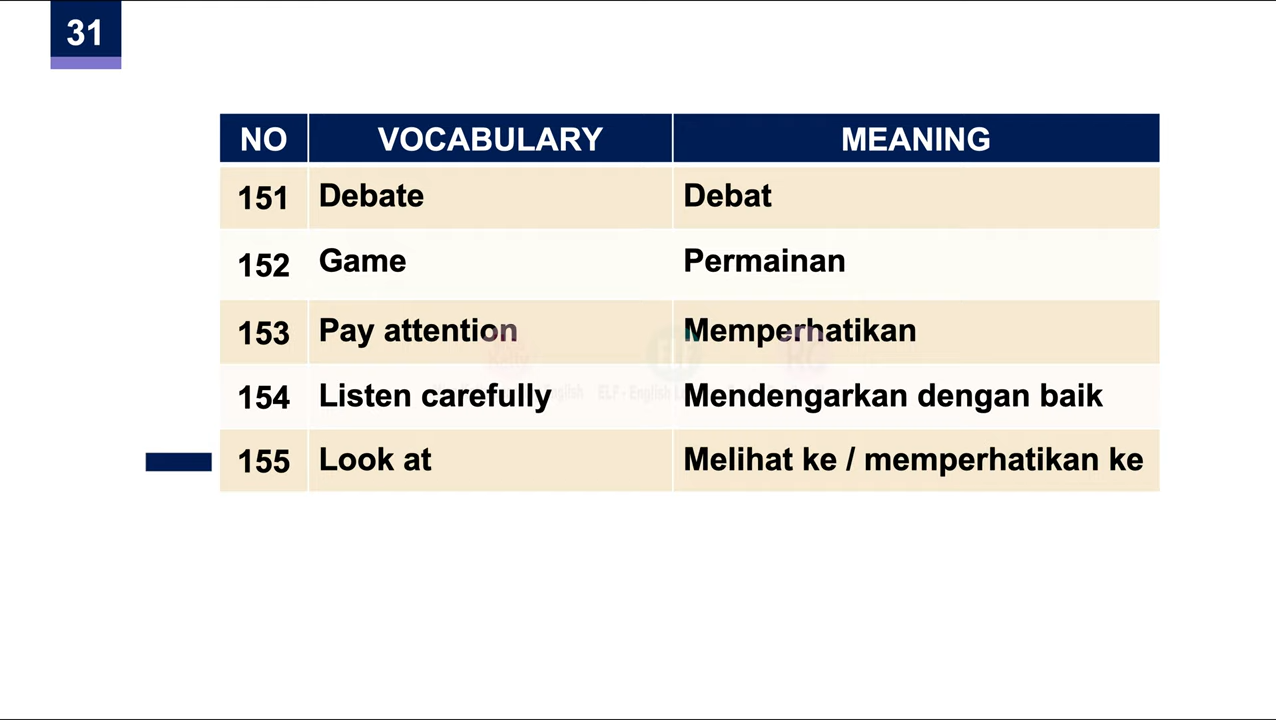 31
NO VOCABULARY MEANING
151 Debate Debat
152 Game Permainan
153 Pay attention Memperhatikan
154 Listen carefully Mendengarkan dengan baik
155 Look at Melihat ke / memperhatikan ke